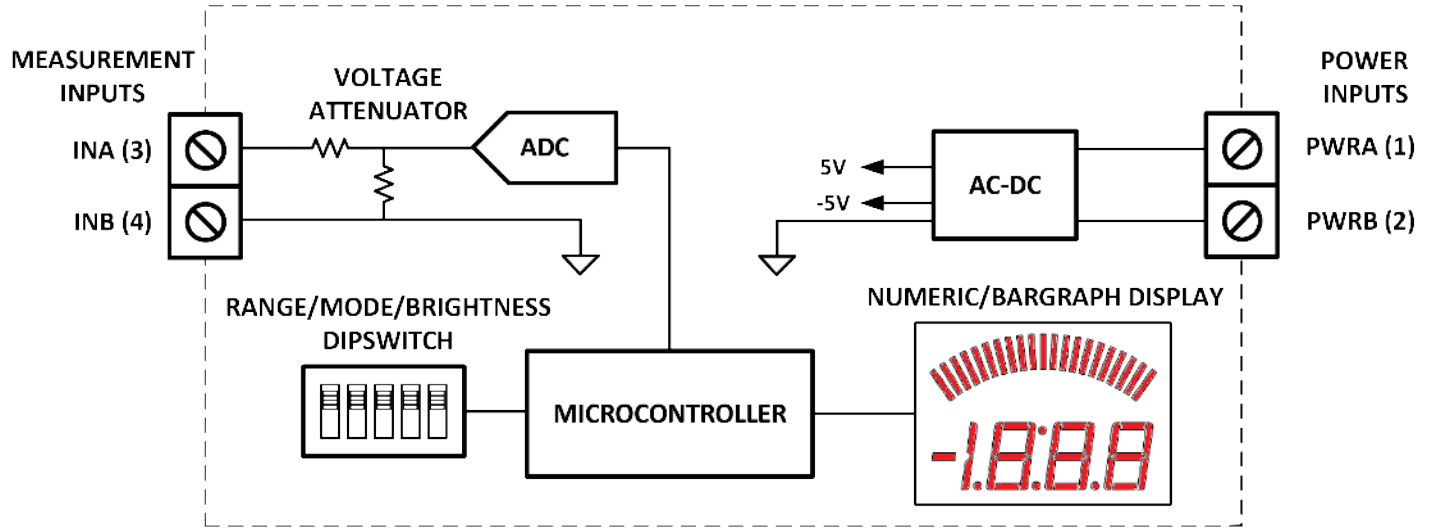 MEASUREMENT
INPUTS
VOLTAGE
ATTENUATOR
POWER
INPUTS
INA (3)
ADC
5V
-5V
AC-DC
PWRA (1)
INB (4)
PWRB (2)
RANGE/MODE/BRIGHTNESS
DIPSWITCH
NUMERIC/BARGRAPH DISPLAY
MICROCONTROLLER
-1.8:8.8